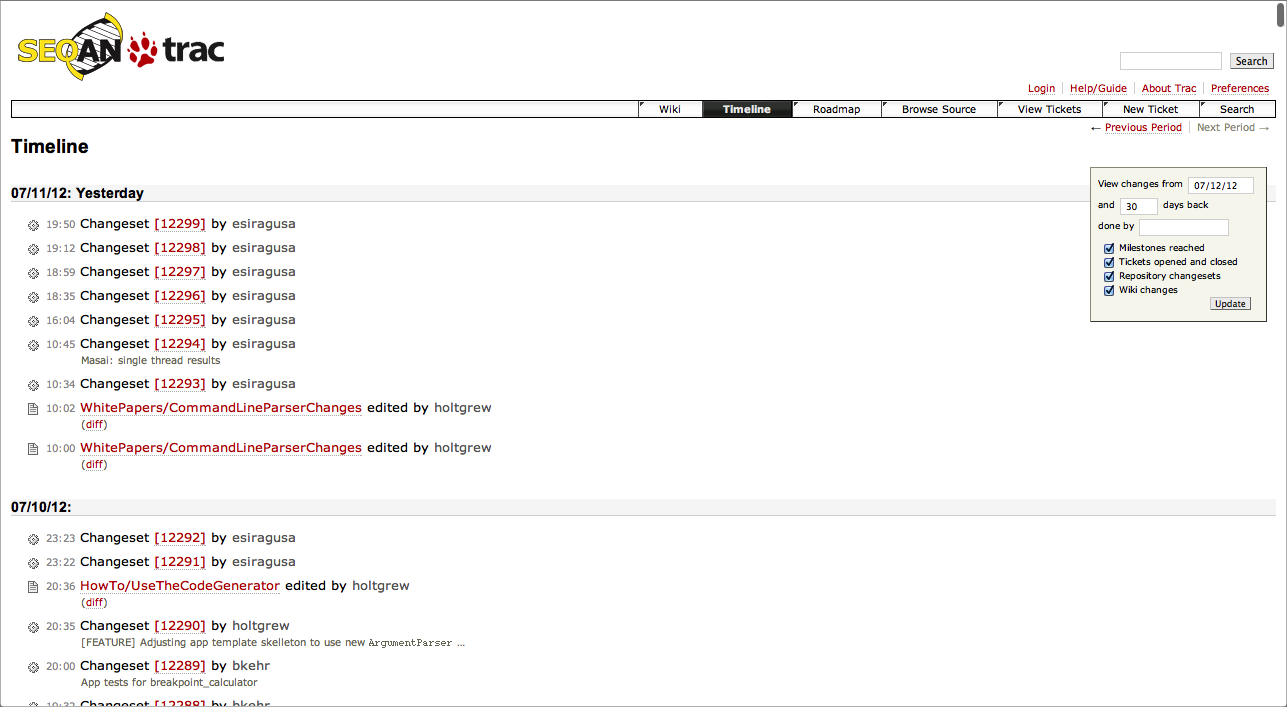 SEQAN trac
Search
Login Help/Guide About Trac Preferences
Wiki Timeline Roadmap Browse Source View Tickets New Ticket Search
← Previous Period Next Period →
Timeline
07/11/12: Yesterday
19:50 Changeset [12299] by esiragusa
19:12 Changeset [12298] by esiragusa
18:59 Changeset [12297] by esiragusa
18:35 Changeset [12296] by esiragusa
16:04 Changeset [12295] by esiragusa
10:45 Changeset [12294] by esiragusa
Masai: single thread results
10:34 Changeset [12293] by esiragusa
10:02 WhitePapers/CommandLineParserChanges edited by holtgrew
(diff)
10:00 WhitePapers/CommandLineParserChanges edited by holtgrew
(diff)
View changes from 07/12/12
and 30 days back
done by
Milestones reached
Tickets opened and closed
Repository changesets
Wiki changes
Update
07/10/12:
23:23 Changeset [12292] by esiragusa
23:22 Changeset [12291] by esiragusa
20:36 HowTo/UseTheCodeGenerator edited by holtgrew
(diff)
20:35 Changeset [12290] by holtgrew
[FEATURE] Adjusting app template skelleton to use new ArgumentParser ...
20:00 Changeset [12289] by bkehr
App tests for breakpoint_calculator
19:32 Changeset [12288] by bkehr